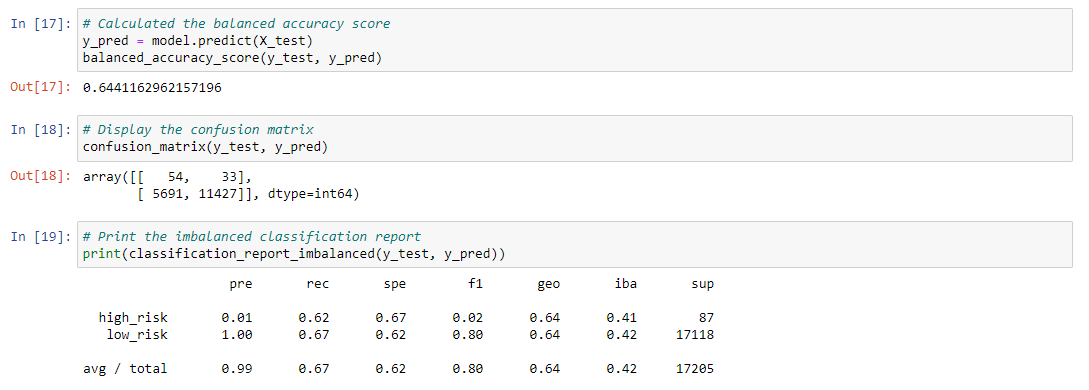 In [17]: # Calculated the balanced accuracy score
y_pred = model.predict(X_test)
balanced_accuracy_score(y_test, y_pred)
Out[17]: 0.6441162962157196
In [18]: # Display the confusion matrix
confusion_matrix(y_test, y_pred)
Out[18]: array([[   54,    33],
       [ 5691, 11427]], dtype=int64)
In [19]: # Print the imbalanced classification report
print(classification_report_imbalanced(y_test, y_pred))
                   pre       rec       spe        f1       geo       iba       sup
  high_risk       0.01      0.62      0.67      0.02      0.64      0.41        87
   low_risk       1.00      0.67      0.62      0.80      0.64      0.42     17118
avg / total       0.99      0.67      0.62      0.80      0.64      0.42     17205